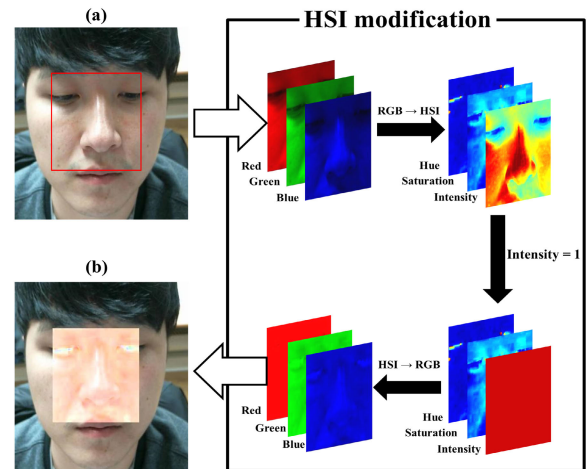 (a)
HSI modification
RGB → HSI
Red
Green
Blue
Hue
Saturation
Intensity
Intensity = 1
(b)
HSI → RGB
Red
Green
Blue
Hue
Saturation
Intensity